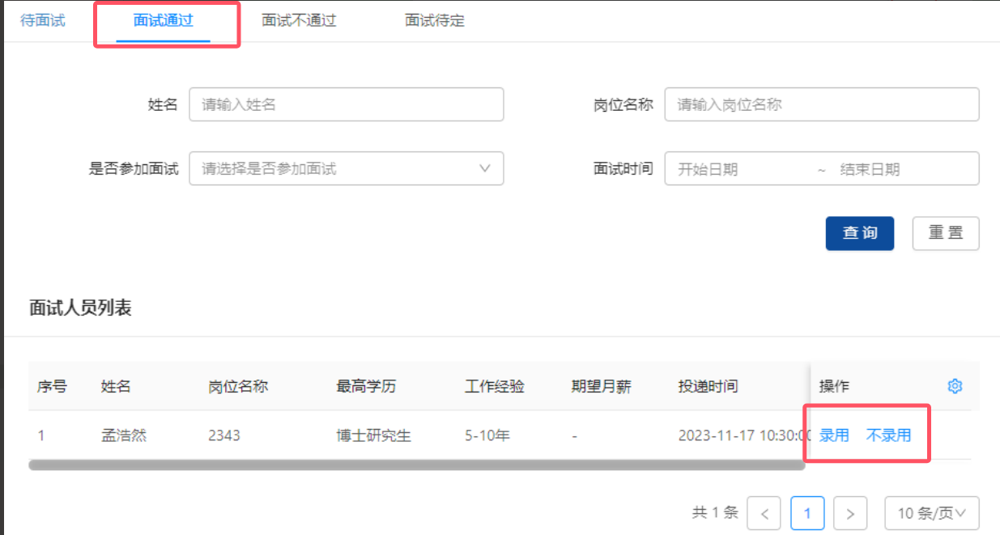 待面试 面试通过 面试不通过 面试待定
姓名 请输入姓名 岗位名称 请输入岗位名称
是否参加面试 请选择是否参加面试 面试时间 开始日期 ~ 结束日期
查询 重置
面试人员列表
序号 姓名 岗位名称 最高学历 工作经验 期望月薪 投递时间 操作
1 孟浩然 2343 博士研究生 5-10年 - 2023-11-17 10:30:00 录用 不录用
共 1 条 < 1 > 10 条/页